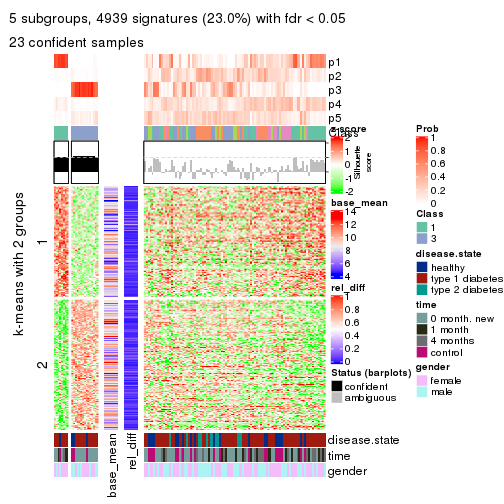 5 subgroups, 4939 signatures (23.0%) with fdr < 0.05
23 confident samples
p1
p2
p3
p4
p5
Class
z-score
2
1
0
-1
-2
Silhouette
score
k-means with 2 groups
1
2
base_mean
14
12
10
8
6
4
rel_diff
1
0.8
0.6
0.4
0.2
0
Status (barplots)
confident
ambiguous
Prob
1
0.8
0.6
0.4
0.2
0
Class
1
3
disease.state
healthy
type 1 diabetes
type 2 diabetes
time
0 month. new
1 month
4 months
control
gender
female
male
disease.state
time
gender
base_mean
rel_diff